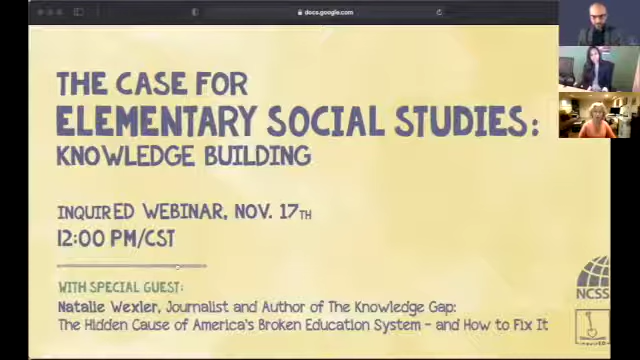 docs.google.com
THE CASE FOR
ELEMENTARY SOCIAL STUDIES:
KNOWLEDGE BUILDING
INQUIRED WEBINAR, NOV. 17TH
12:00 PM/CST
WITH SPECIAL GUEST:
Natalie Wexler, Journalist and Author of The Knowledge Gap:
The Hidden Cause of America's Broken Education System - and How to Fix It
NCSS